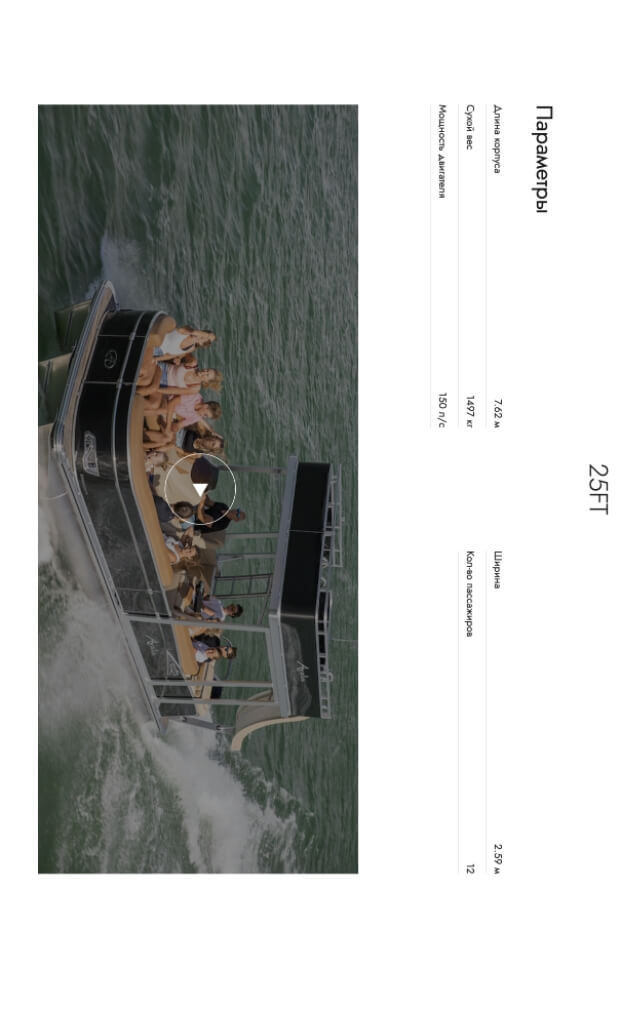 25FT
Параметры
Длина корпуса 7.62 м
Ширина 2.59 м
Сухой вес 1497 кг
Кол-во пассажиров 12
Мощность двигателя 150 л/с